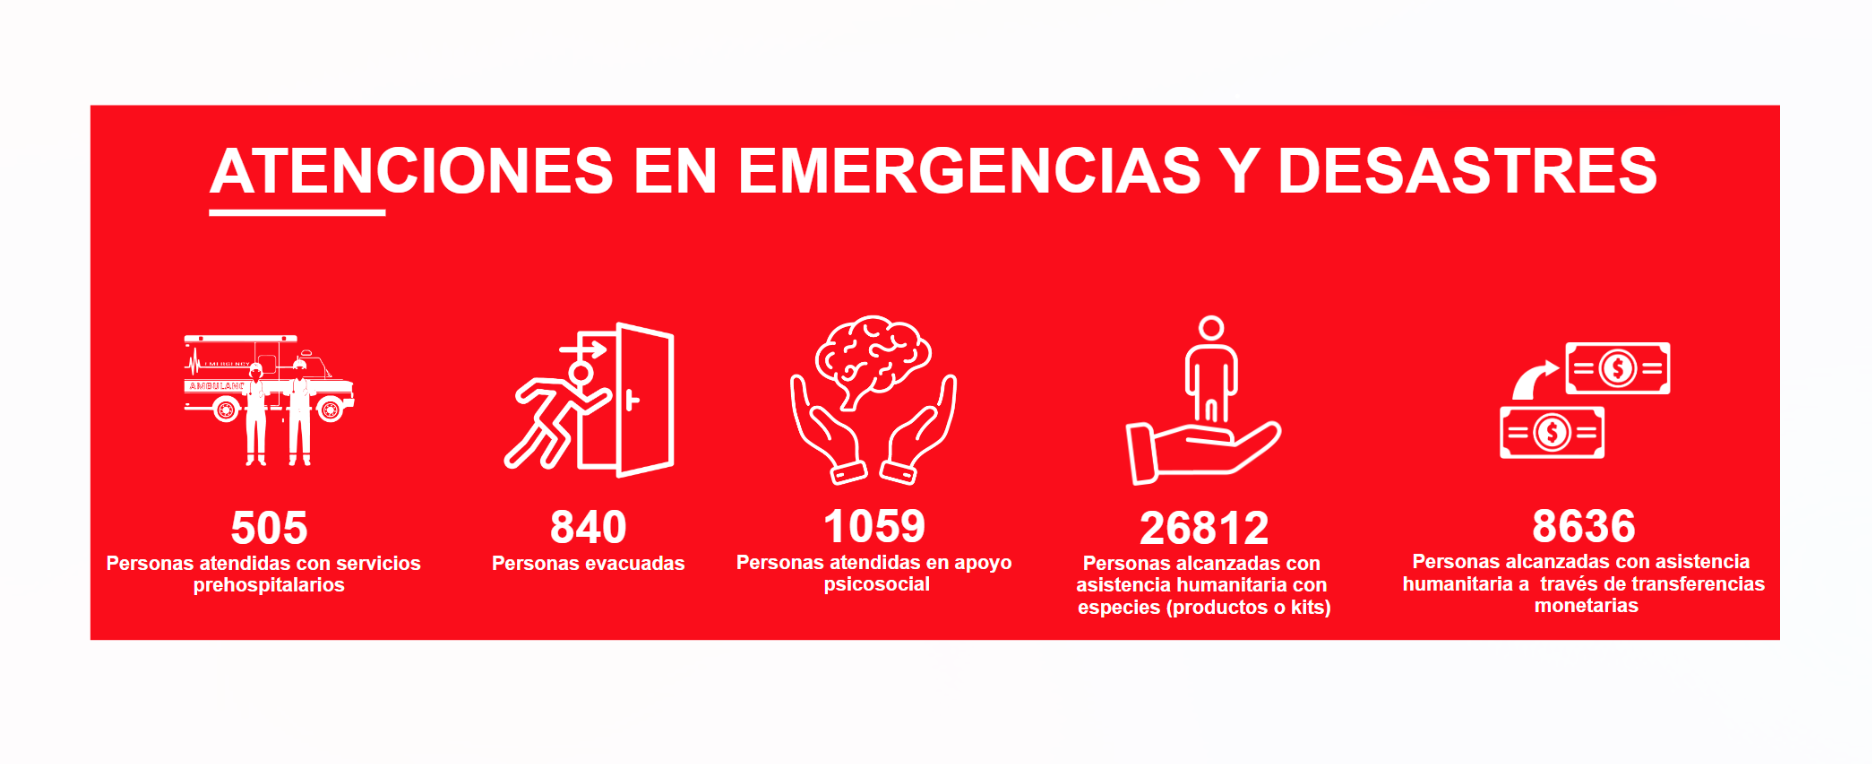 ATENCIONES EN EMERGENCIAS Y DESASTRES
EMERGENCY
AMBULANC
505
Personas atendidas con servicios
prehospitalarios
840
Personas evacuadas
1059
Personas atendidas en apoyo
psicosocial
26812
Personas alcanzadas con
asistencia humanitaria con
especies (productos o kits)
$
$
8636
Personas alcanzadas con asistencia
humanitaria a través de transferencias
monetarias